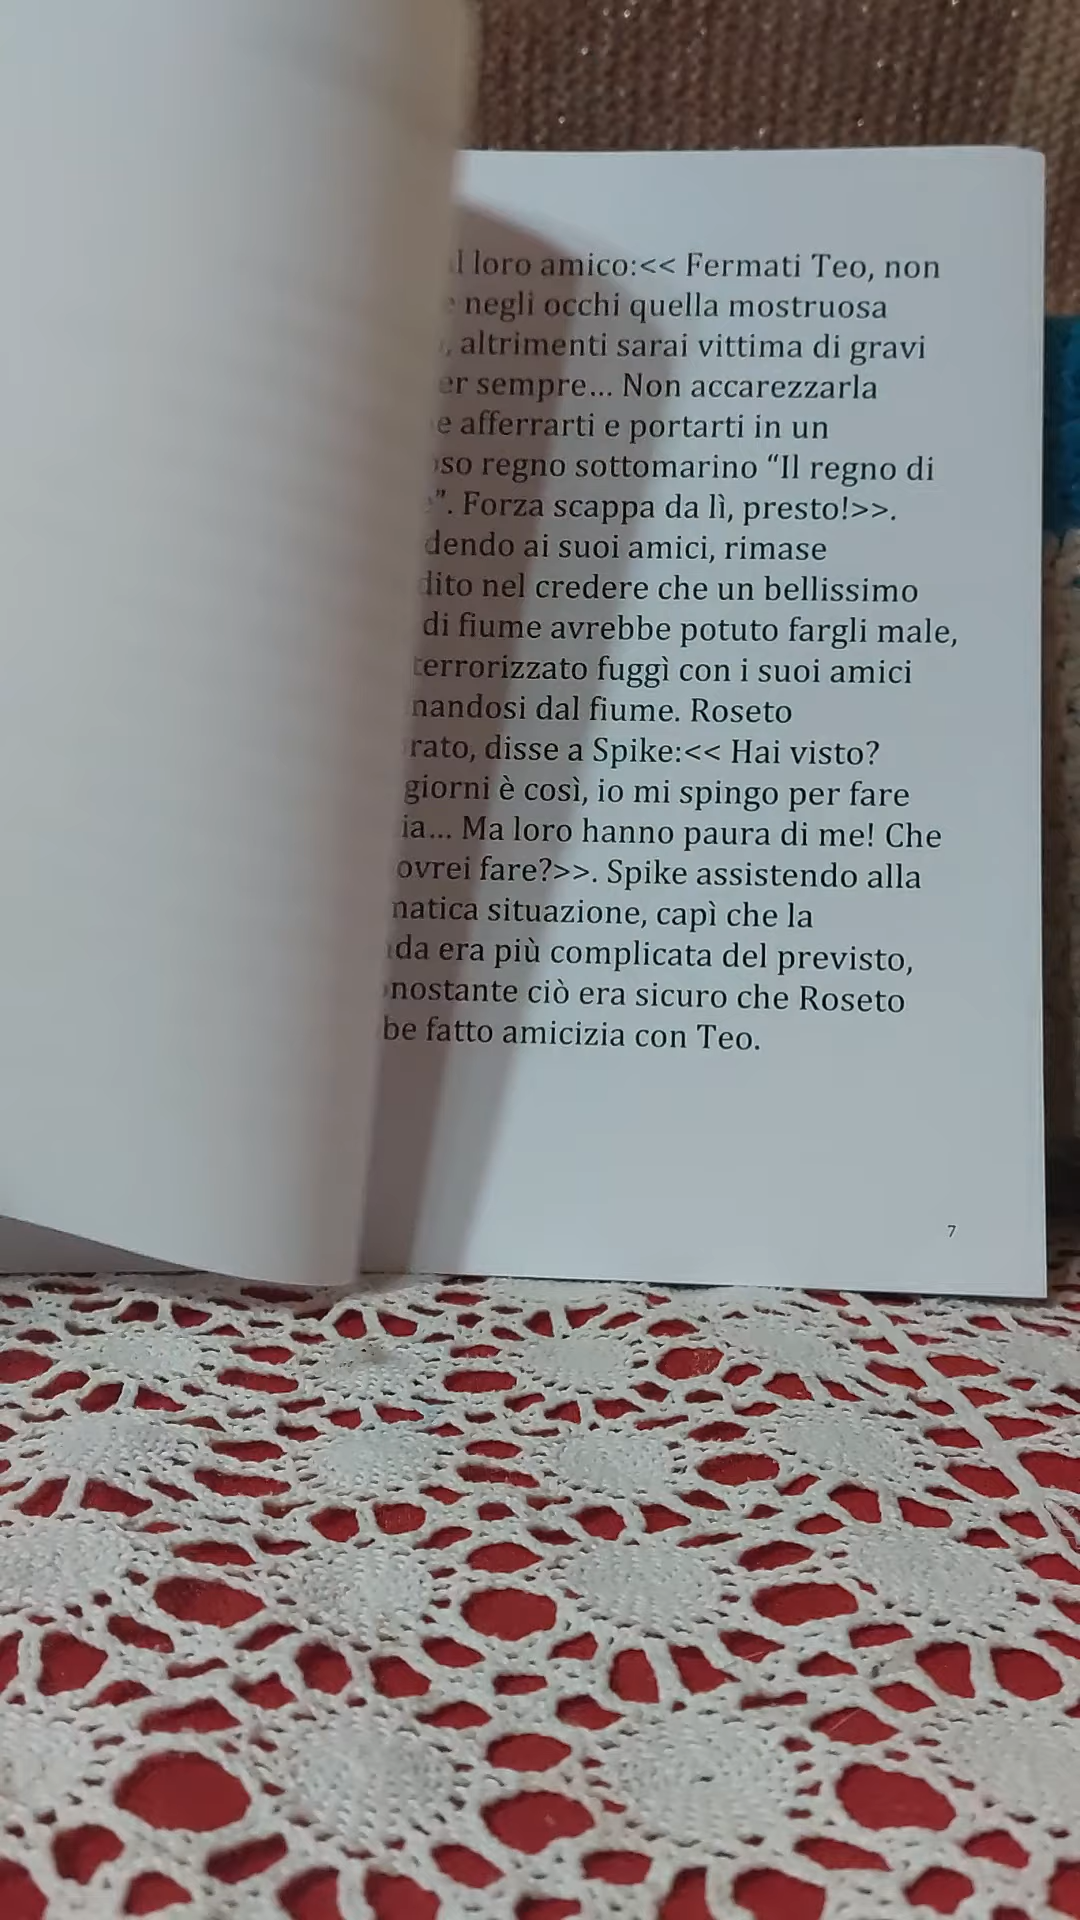 loro amico:<< Fermati Teo, non
negli occhi quella mostruosa
, altrimenti sarai vittima di gravi
er sempre... Non accarezzarla
e afferrarti e portarti in un
oso regno sottomarino “Il regno di
”. Forza scappa da lì, presto!>>.
dendo ai suoi amici, rimase
dito nel credere che un bellissimo
di fiume avrebbe potuto fargli male,
terrorizzato fuggì con i suoi amici
nandosi dal fiume. Roseto
rato, disse a Spike:<< Hai visto?
giorni è così, io mi spingo per fare
ia... Ma loro hanno paura di me! Che
ovrei fare?>>. Spike assistendo alla
matica situazione, capì che la
da era più complicata del previsto,
nostante ciò era sicuro che Roseto
be fatto amicizia con Teo.
7